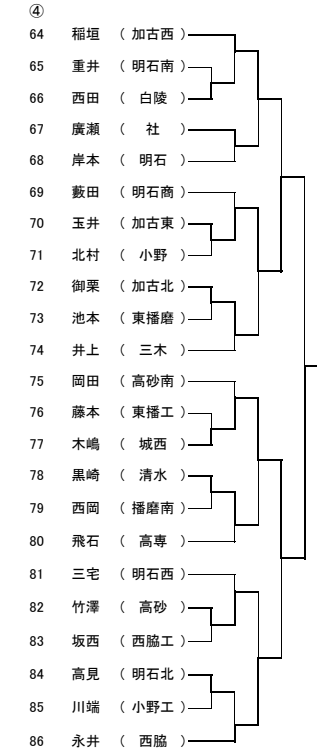 ④
64 稲垣 （ 加古西 ）
65 重井 （ 明石南 ）
66 西田 （ 白陵 ）
67 廣瀬 （ 社 ）
68 岸本 （ 明石 ）
69 藪田 （ 明石商 ）
70 玉井 （ 加古東 ）
71 北村 （ 小野 ）
72 御栗 （ 加古北 ）
73 池本 （ 東播磨 ）
74 井上 （ 三木 ）
75 岡田 （ 高砂南 ）
76 藤本 （ 東播工 ）
77 木嶋 （ 城西 ）
78 黒崎 （ 清水 ）
79 西岡 （ 播磨南 ）
80 飛石 （ 高専 ）
81 三宅 （ 明石西 ）
82 竹澤 （ 高砂 ）
83 坂西 （ 西脇工 ）
84 高見 （ 明石北 ）
85 川端 （ 小野工 ）
86 永井 （ 西脇 ）